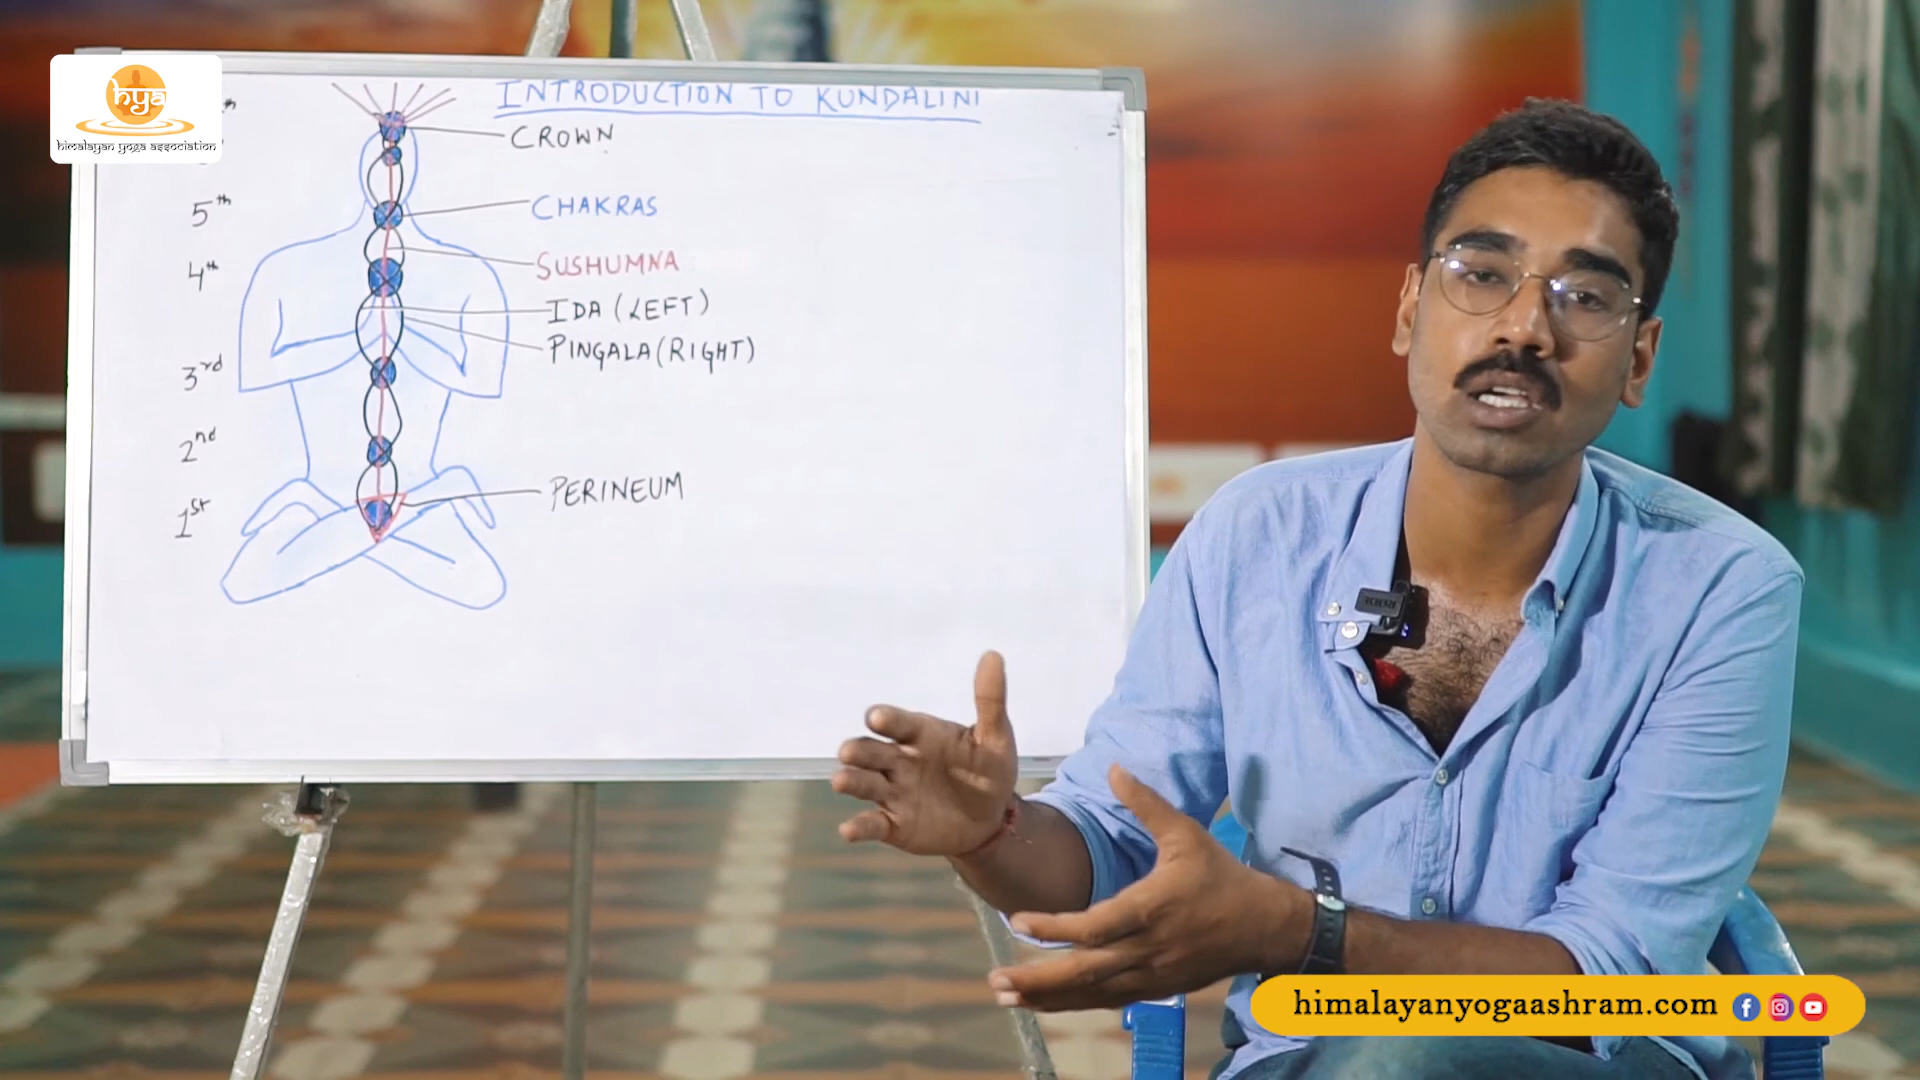 hya
himalayan yoga association
INTRODUCTION TO KUNDALINI
CROWN
5th
CHAKRAS
SUSHUMNA
4th
IDA (LEFT)
PINGALA (RIGHT)
3rd
2nd
PERINEUM
1st
himalayanyogaashram.com